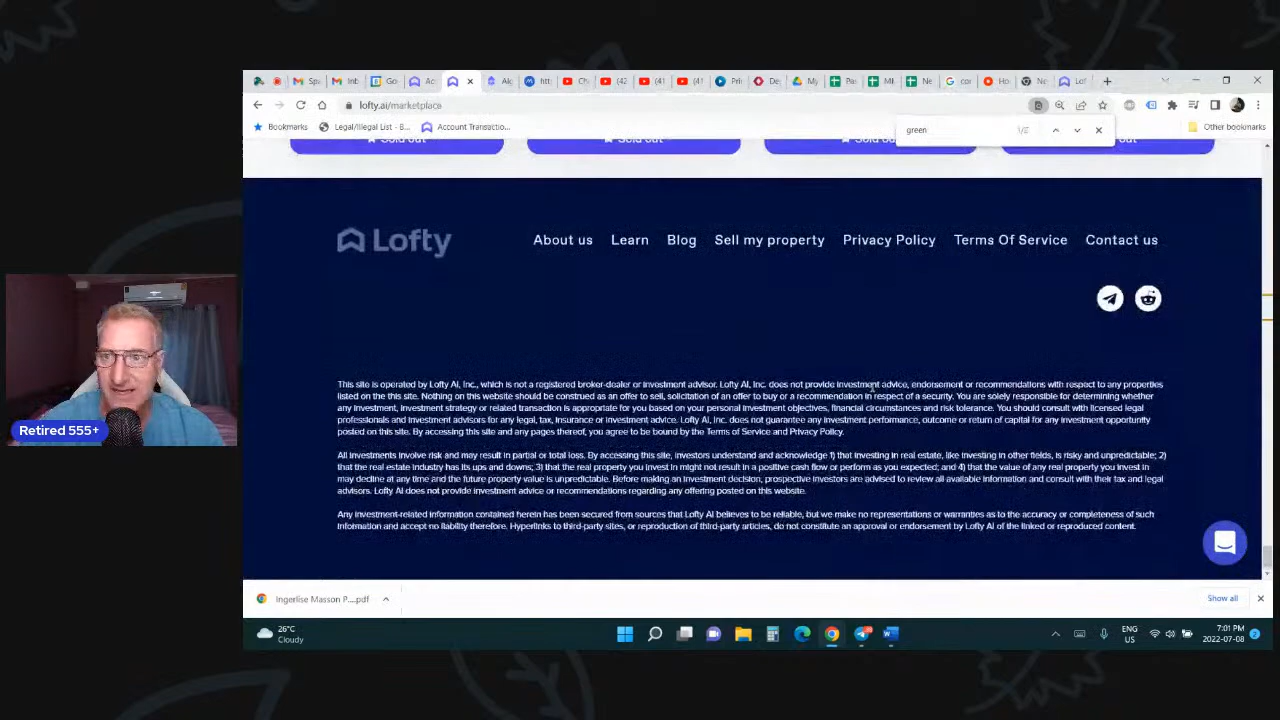 Spa
Inb
Go
Ac
Alg
http
Ch
(42
(41
(41
Pri
De
My
Pas
Ne
cor
Ho
Ne
Lof
lofty.ai/marketplace
green
Bookmarks
Legal/Illegal List - B...
Account Transactio...
Other bookmarks
Sold out
Lofty
About us Learn Blog Sell my property Privacy Policy Terms Of Service Contact us
This site is operated by Lofty AI, Inc., which is not a registered broker-dealer or investment advisor. Lofty AI, Inc. does not provide investment advice, endorsement or recommendations with respect to any properties
listed on the this site. Nothing on this website should be construed as an offer to sell, solicitation of an offer to buy or a recommendation in respect of a security. You are solely responsible for determining whether
any investment, investment strategy or related transaction is appropriate for you based on your personal investment objectives, financial circumstances and risk tolerance. You should consult with licensed legal
professionals and investment advisors for any legal, tax, insurance or investment advice. Lofty AI, Inc. does not guarantee any investment performance, outcome or return of capital for any investment opportunity
posted on this site. By accessing this site and any pages thereof, you agree to be bound by the Terms of Service and Privacy Policy.
All investments involve risk and may result in partial or total loss. By accessing this site, investors understand and acknowledge 1) that investing in real estate, like investing in other fields, is risky and unpredictable; 2)
that the real estate industry has its ups and downs; 3) that the real property you invest in might not result in a positive cash flow or perform as you expected; and 4) that the value of any real property you invest in
may decline at any time and the future property value is unpredictable. Before making an investment decision, prospective investors are advised to review all available information and consult with their tax and legal
advisors. Lofty AI does not provide investment advice or recommendations regarding any offering posted on this website.
Any investment-related information contained herein has been secured from sources that Lofty AI believes to be reliable, but we make no representations or warranties as to the accuracy or completeness of such
information and accept no liability therefore. Hyperlinks to third-party sites, or reproduction of third-party articles, do not constitute an approval or endorsement by Lofty AI of the linked or reproduced content.
Retired 555+
Ingerlise Masson P....pdf
Show all
26°C
Cloudy
ENG
US
7:01 PM
2022-07-08